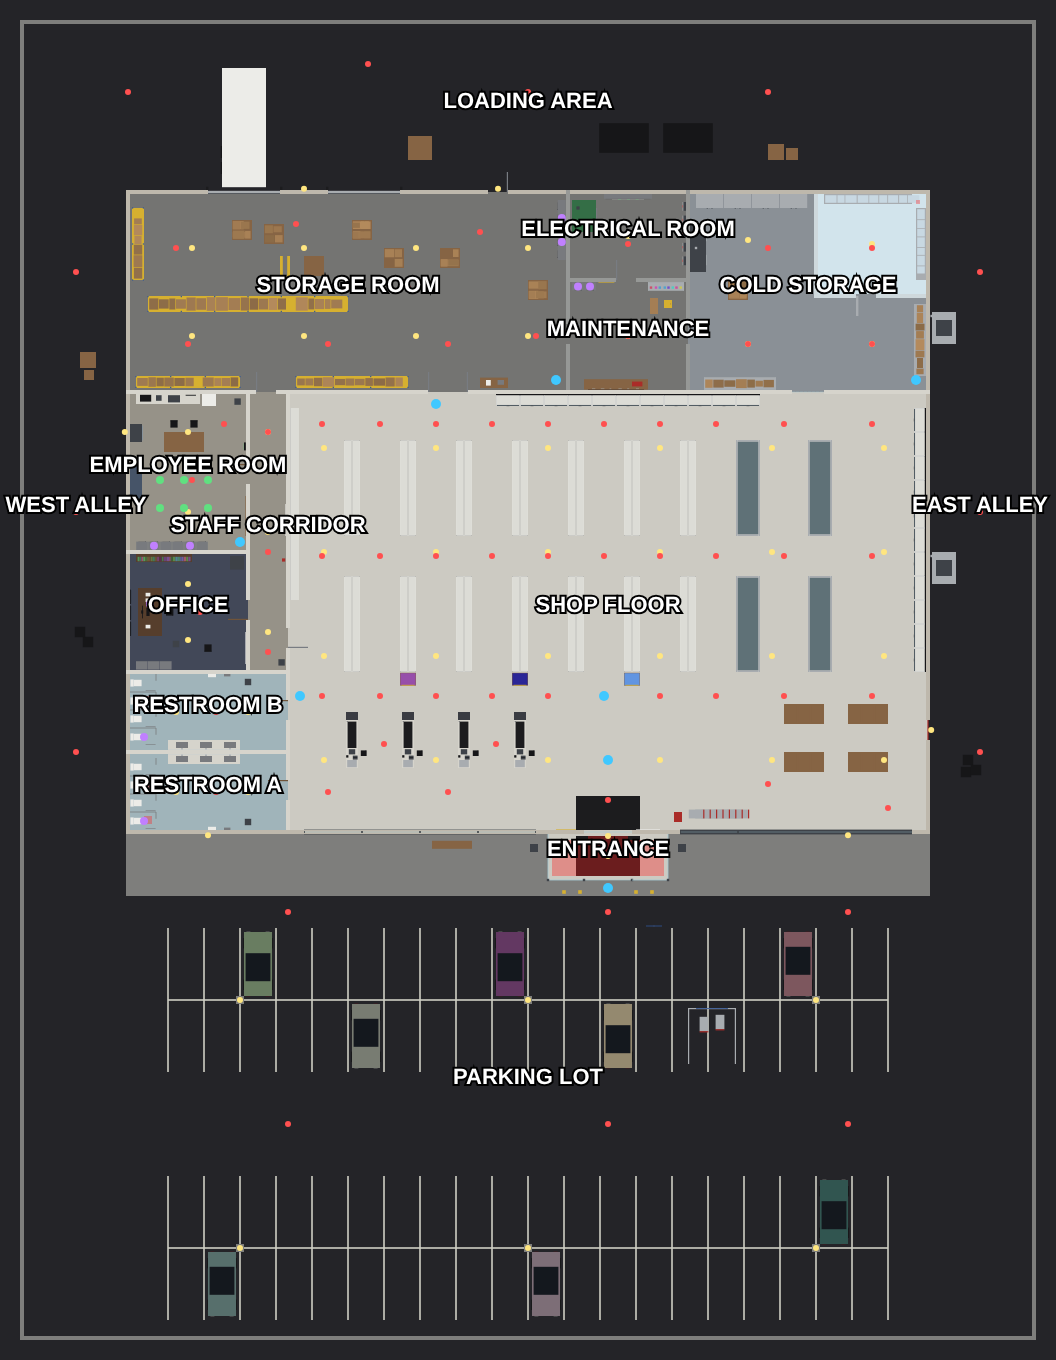 LOADING AREA
ELECTRICAL ROOM
STORAGE ROOM
COLD STORAGE
MAINTENANCE
EMPLOYEE ROOM
WEST ALLEY
EAST ALLEY
STAFF CORRIDOR
OFFICE
SHOP FLOOR
RESTROOM B
RESTROOM A
ENTRANCE
PARKING LOT